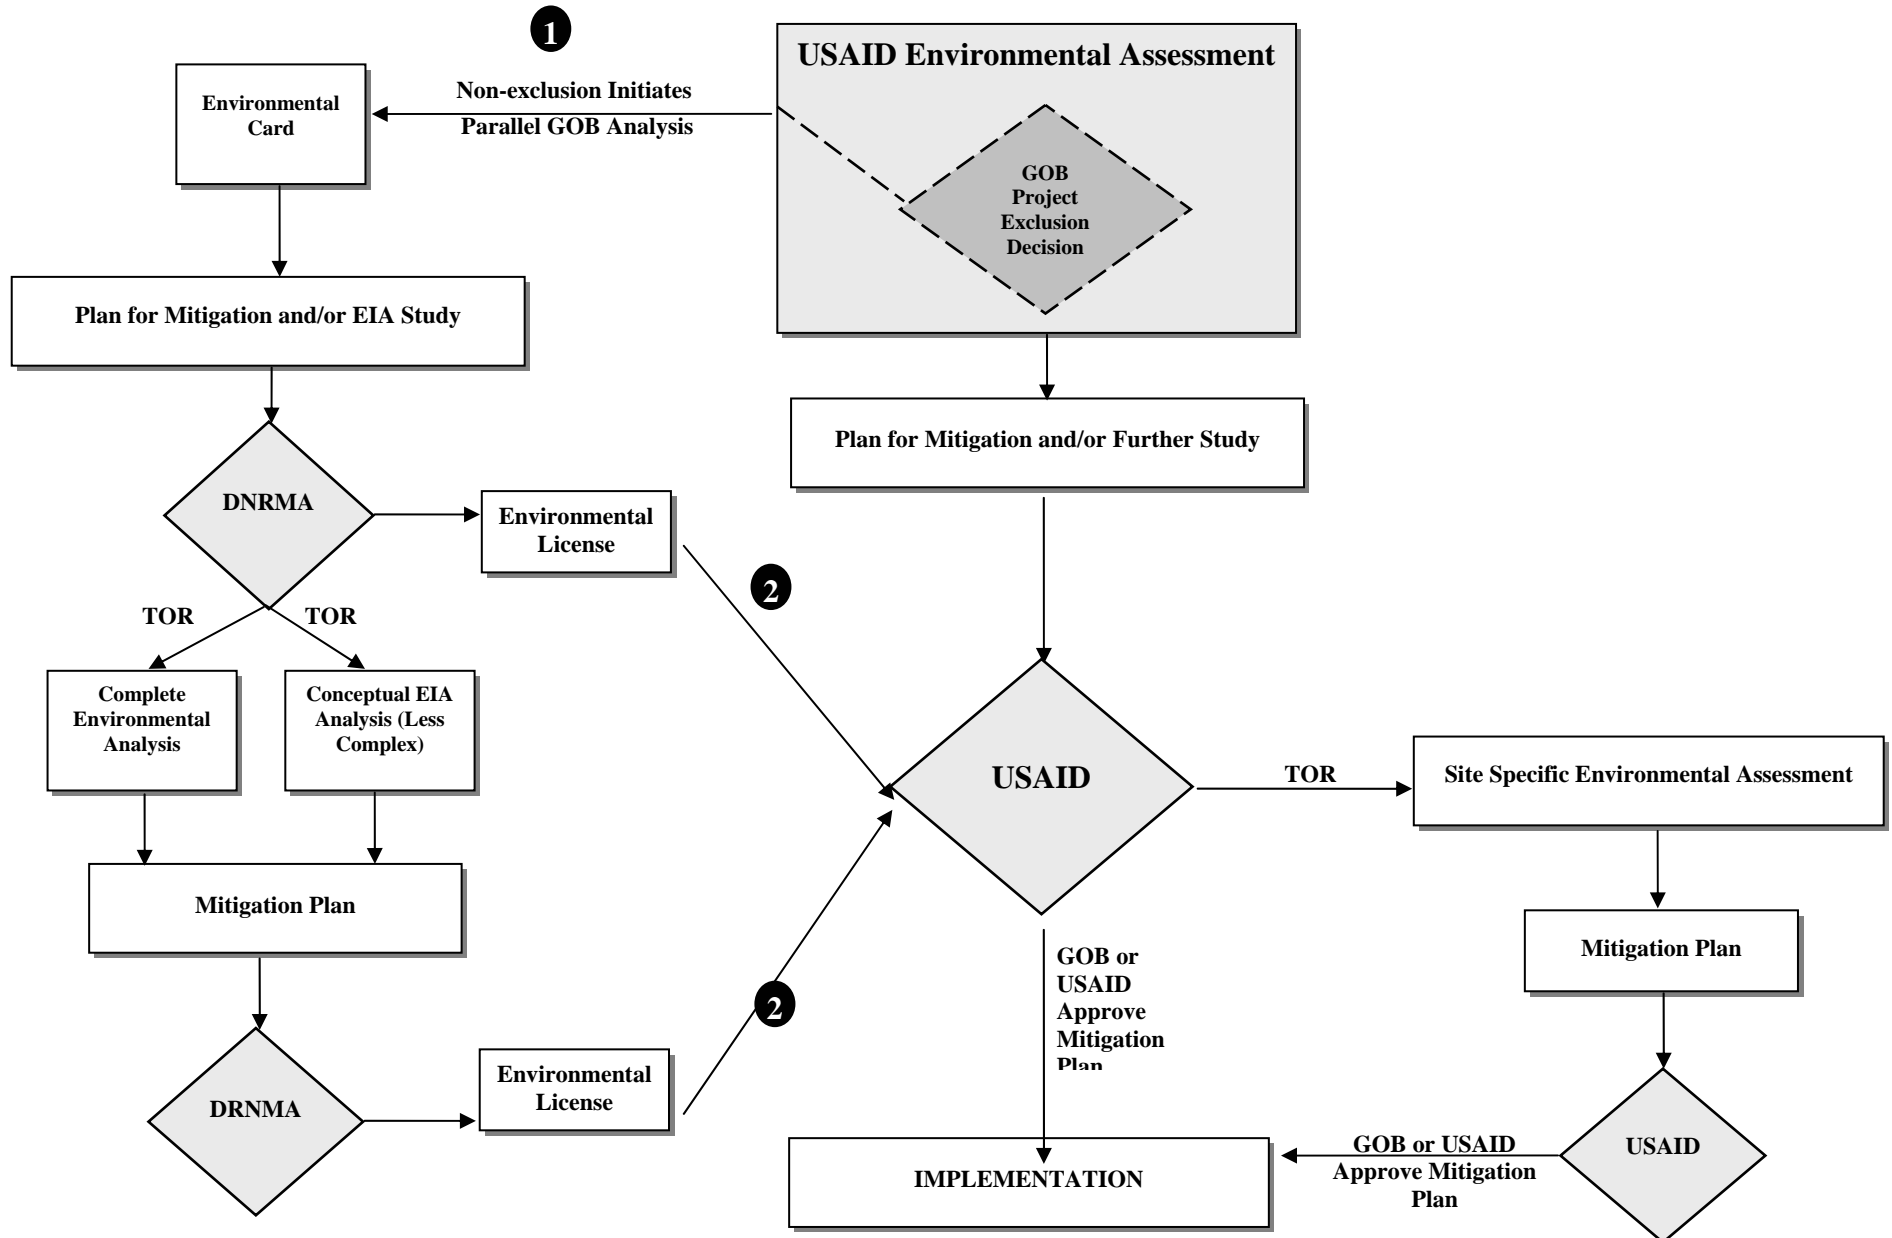 1
USAID Environmental Assessment
Non-exclusion Initiates
Parallel GOB Analysis
Environmental
Card
GOB
Project
Exclusion
Decision
Plan for Mitigation and/or EIA Study
Plan for Mitigation and/or Further Study
DNRMA
Environmental
License
2
TOR
TOR
Complete
Environmental
Analysis
Conceptual EIA
Analysis (Less
Complex)
USAID
TOR
Site Specific Environmental Assessment
Mitigation Plan
Mitigation Plan
GOB or
USAID
Approve
Mitigation
Plan
2
DRNMA
Environmental
License
IMPLEMENTATION
GOB or USAID
Approve Mitigation
Plan
USAID